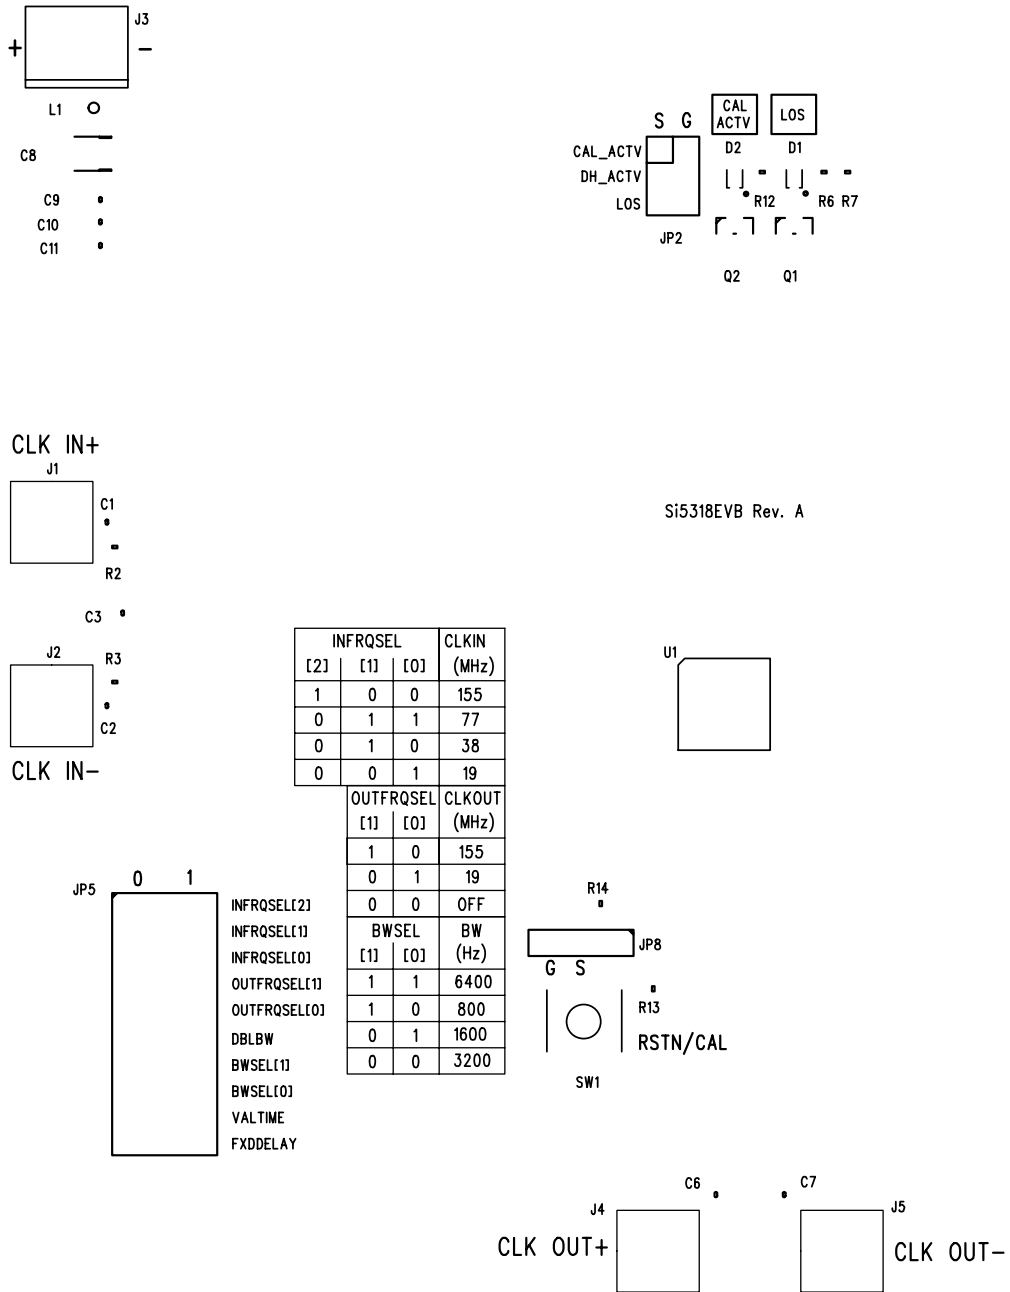 J3
+ −
L1
C8
C9
C10
C11
S G
CAL ACTV
LOS
D2 D1
CAL_ACTV
DH_ACTV
LOS
JP2
R12 R6 R7
Q2 Q1
CLK IN+
J1
C1
R2
C3
J2
R3
C2
CLK IN−
Si5318EVB Rev. A
U1
INFRQSEL CLKIN
[2] [1] [0] (MHz)
1 0 0 155
0 1 1 77
0 1 0 38
0 0 1 19
OUTFRQSEL CLKOUT
[1] [0] (MHz)
1 0 155
0 1 19
0 0 OFF
BWSEL BW
[1] [0] (Hz)
1 1 6400
1 0 800
0 1 1600
0 0 3200
JP5
0 1
INFRQSEL[2]
INFRQSEL[1]
INFRQSEL[0]
OUTFRQSEL[1]
OUTFRQSEL[0]
DBLBW
BWSEL[1]
BWSEL[0]
VALTIME
FXDDELAY
R14
JP8
G S
R13
RSTN/CAL
SW1
C6 C7
J4 J5
CLK OUT+ CLK OUT−